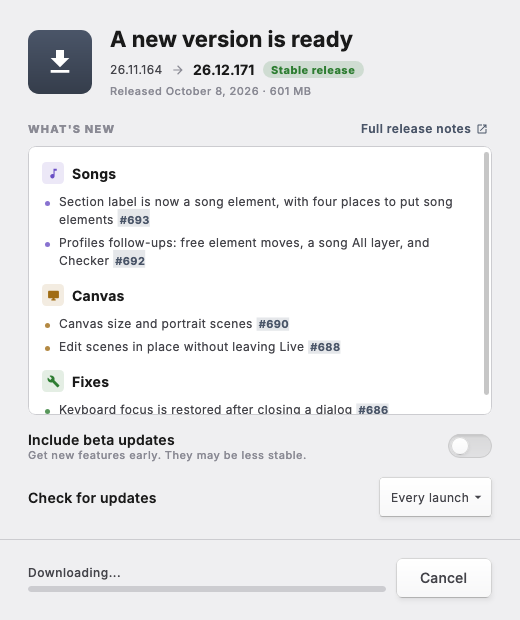 A new version is ready
26.11.164 → 26.12.171 Stable release
Released October 8, 2026 · 601 MB
WHAT'S NEW
Full release notes
Songs
Section label is now a song element, with four places to put song
elements #693
Profiles follow-ups: free element moves, a song All layer, and
Checker #692
Canvas
Canvas size and portrait scenes #690
Edit scenes in place without leaving Live #688
Fixes
Keyboard focus is restored after closing a dialog #686
Include beta updates
Get new features early. They may be less stable.
Check for updates
Every launch
Downloading...
Cancel